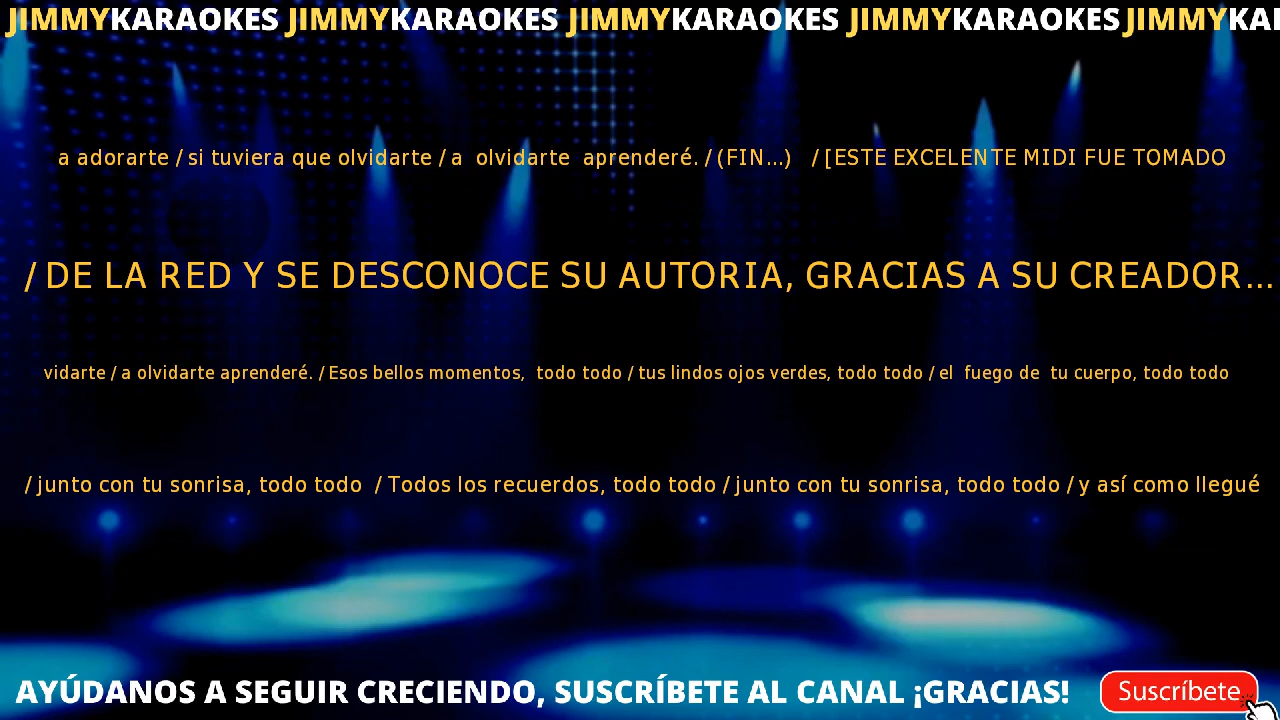 JIMMYKARAOKES JIMMYKARAOKES JIMMYKARAOKES JIMMYKARAOKES JIMMYKA
a adorarte / si tuviera que olvidarte / a olvidarte aprenderé. / (FIN...) / [ESTE EXCELENTE MIDI FUE TOMADO
/ DE LA RED Y SE DESCONOCE SU AUTORIA, GRACIAS A SU CREADOR...
vidarte / a olvidarte aprenderé. / Esos bellos momentos, todo todo / tus lindos ojos verdes, todo todo / el fuego de tu cuerpo, todo todo
/ junto con tu sonrisa, todo todo / Todos los recuerdos, todo todo / junto con tu sonrisa, todo todo / y así como llegué
AYÚDANOS A SEGUIR CRECIENDO, SUSCRÍBETE AL CANAL ¡GRACIAS!
Suscríbete